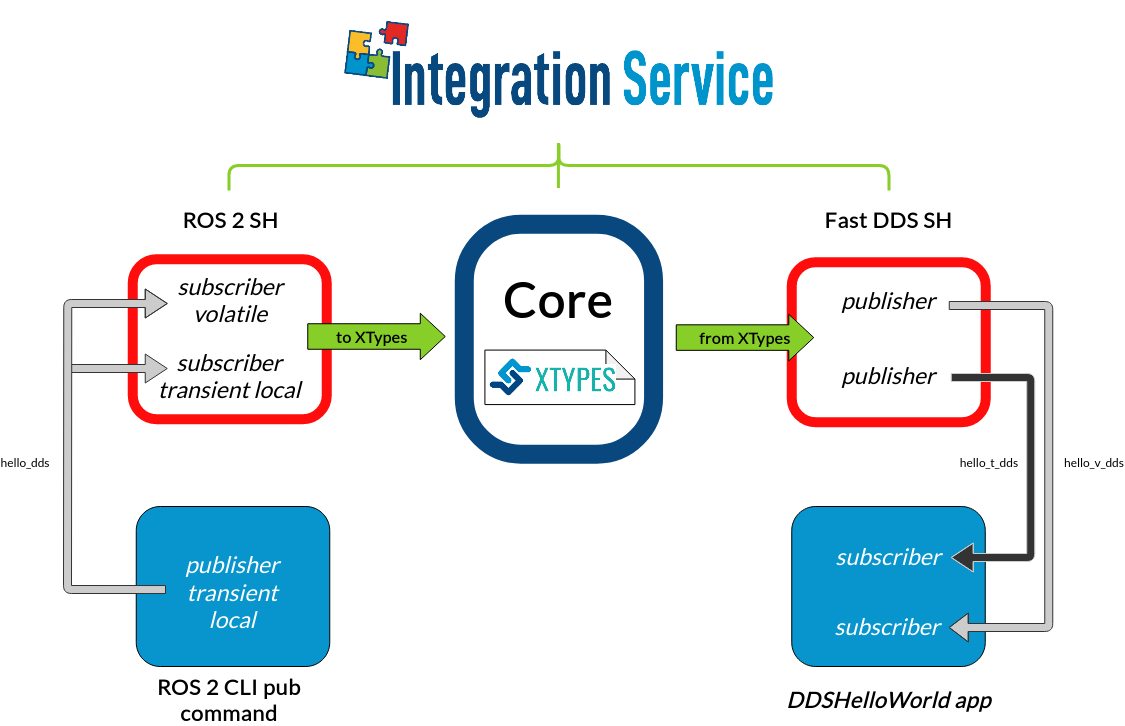 Integration Service
ROS 2 SH
Fast DDS SH
subscriber
volatile
subscriber
transient local
to XTypes
Core
XTYPES
from XTypes
publisher
publisher
hello_dds
hello_t_dds
hello_v_dds
publisher
transient
local
subscriber
subscriber
ROS 2 CLI pub
command
DDSHelloWorld app